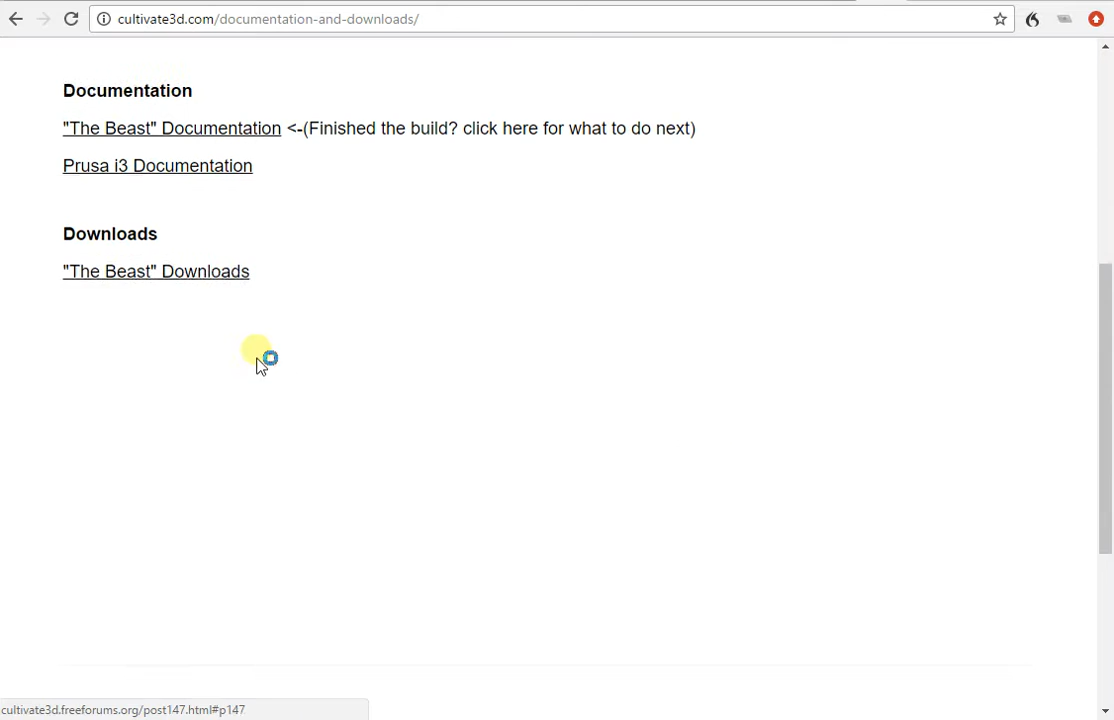 cultivate3d.com/documentation-and-downloads/
Documentation
"The Beast" Documentation <-(Finished the build? click here for what to do next)
Prusa i3 Documentation
Downloads
"The Beast" Downloads
cultivate3d.freeforums.org/post147.html#p147